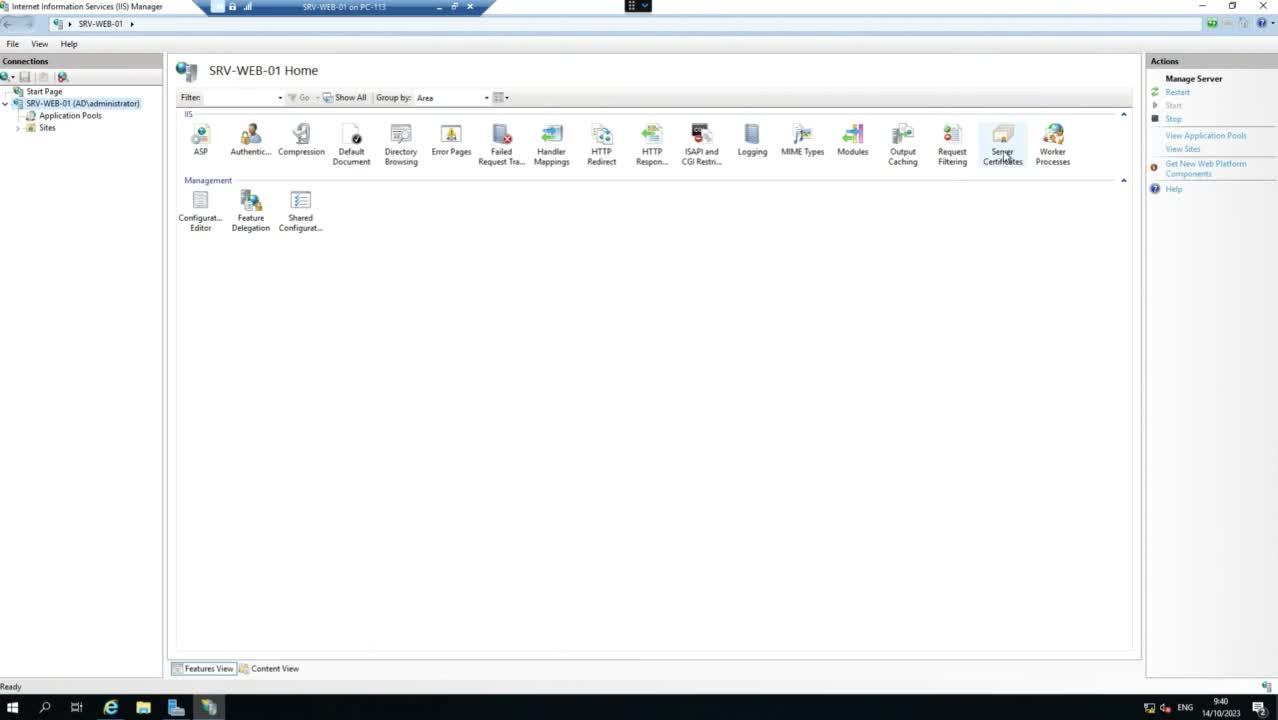 Internet Information Services (IIS) Manager
SRV-WEB-01 on PC-113
SRV-WEB-01
File View Help
Connections
Start Page
SRV-WEB-01 (AD\administrator)
Application Pools
Sites
SRV-WEB-01 Home
Filter: Go Show All Group by: Area
IIS
ASP
Authentic...
Compression
Default
Document
Directory
Browsing
Error Pages
Failed
Request Tra...
Handler
Mappings
HTTP
Redirect
HTTP
Respon...
ISAPI and
CGI Restri...
Logging
MIME Types
Modules
Output
Caching
Request
Filtering
Server
Certificates
Worker
Processes
Management
Configurat...
Editor
Feature
Delegation
Shared
Configurat...
Features View
Content View
Actions
Manage Server
Restart
Start
Stop
View Application Pools
View Sites
Get New Web Platform
Components
Help
Ready
ENG
9:40
14/10/2023
2